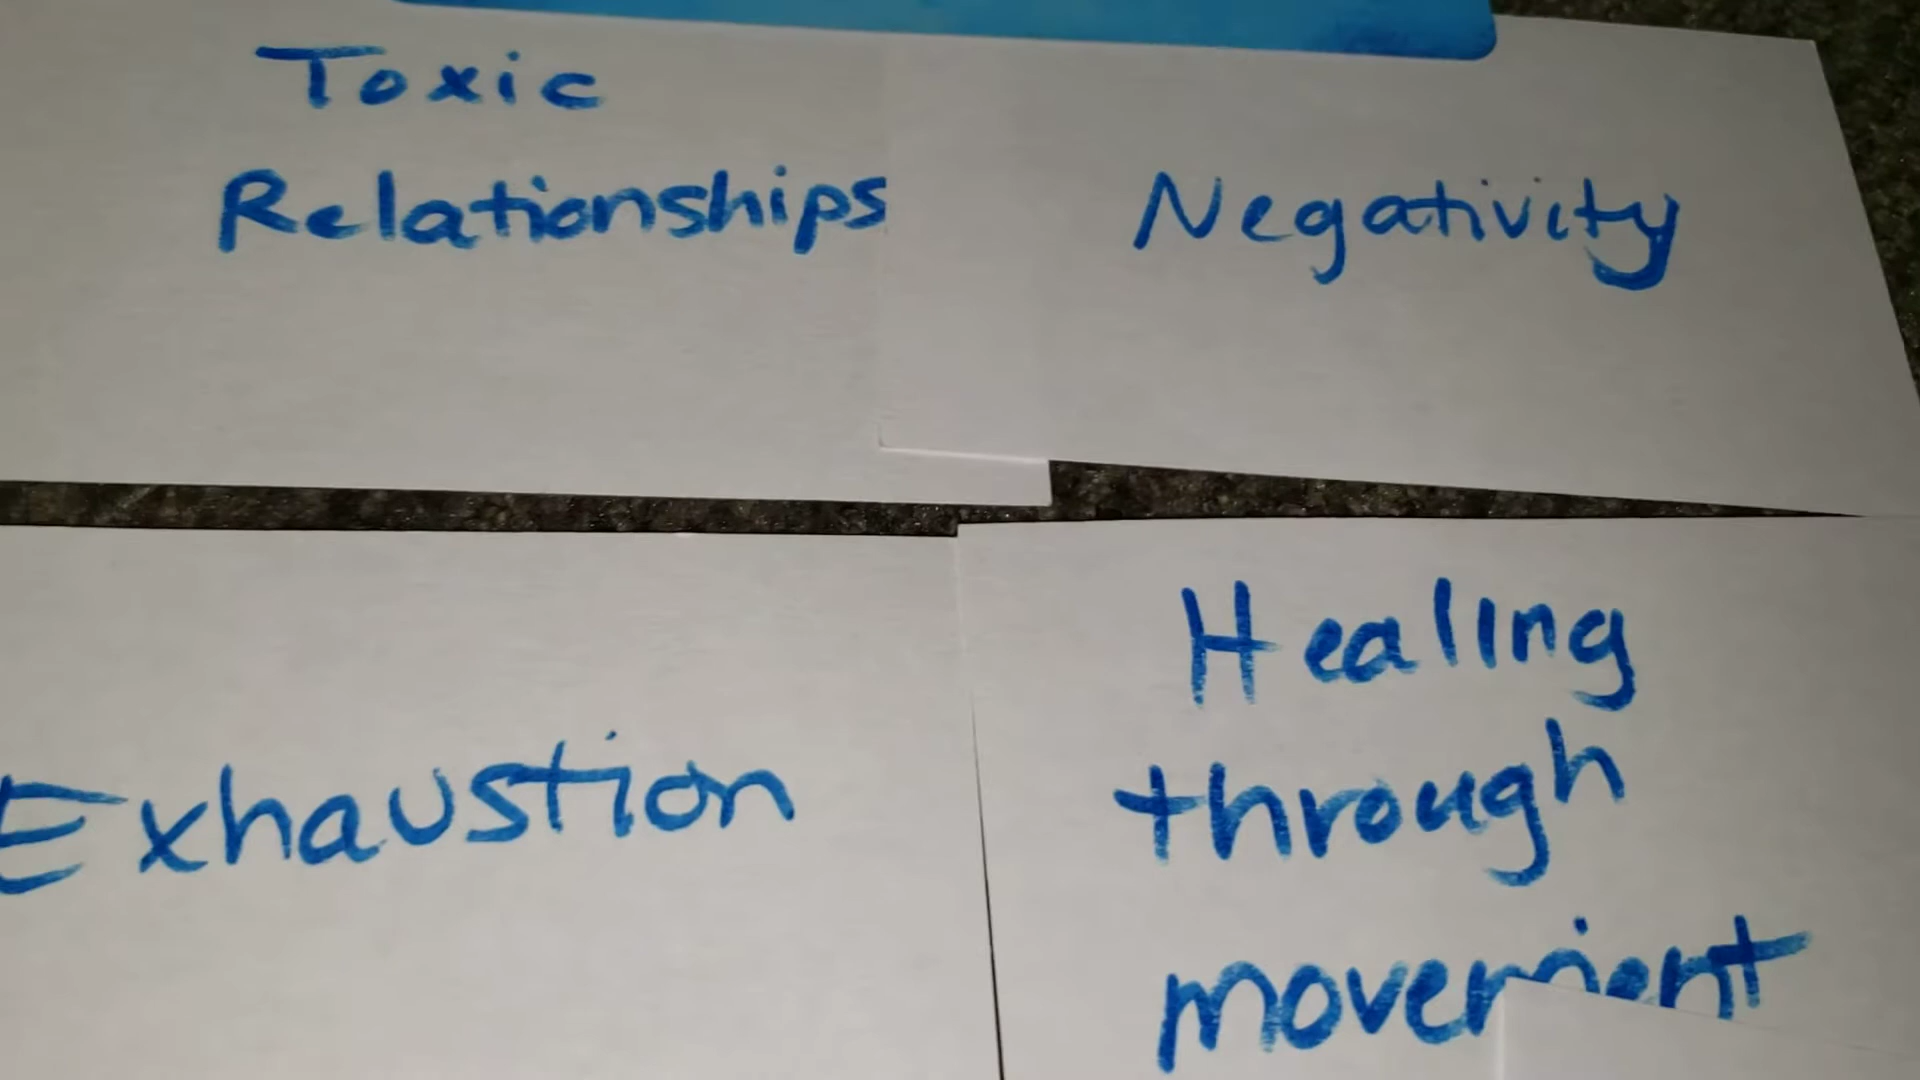 Toxic
Relationships
Negativity
Exhaustion
Healing
through
movement